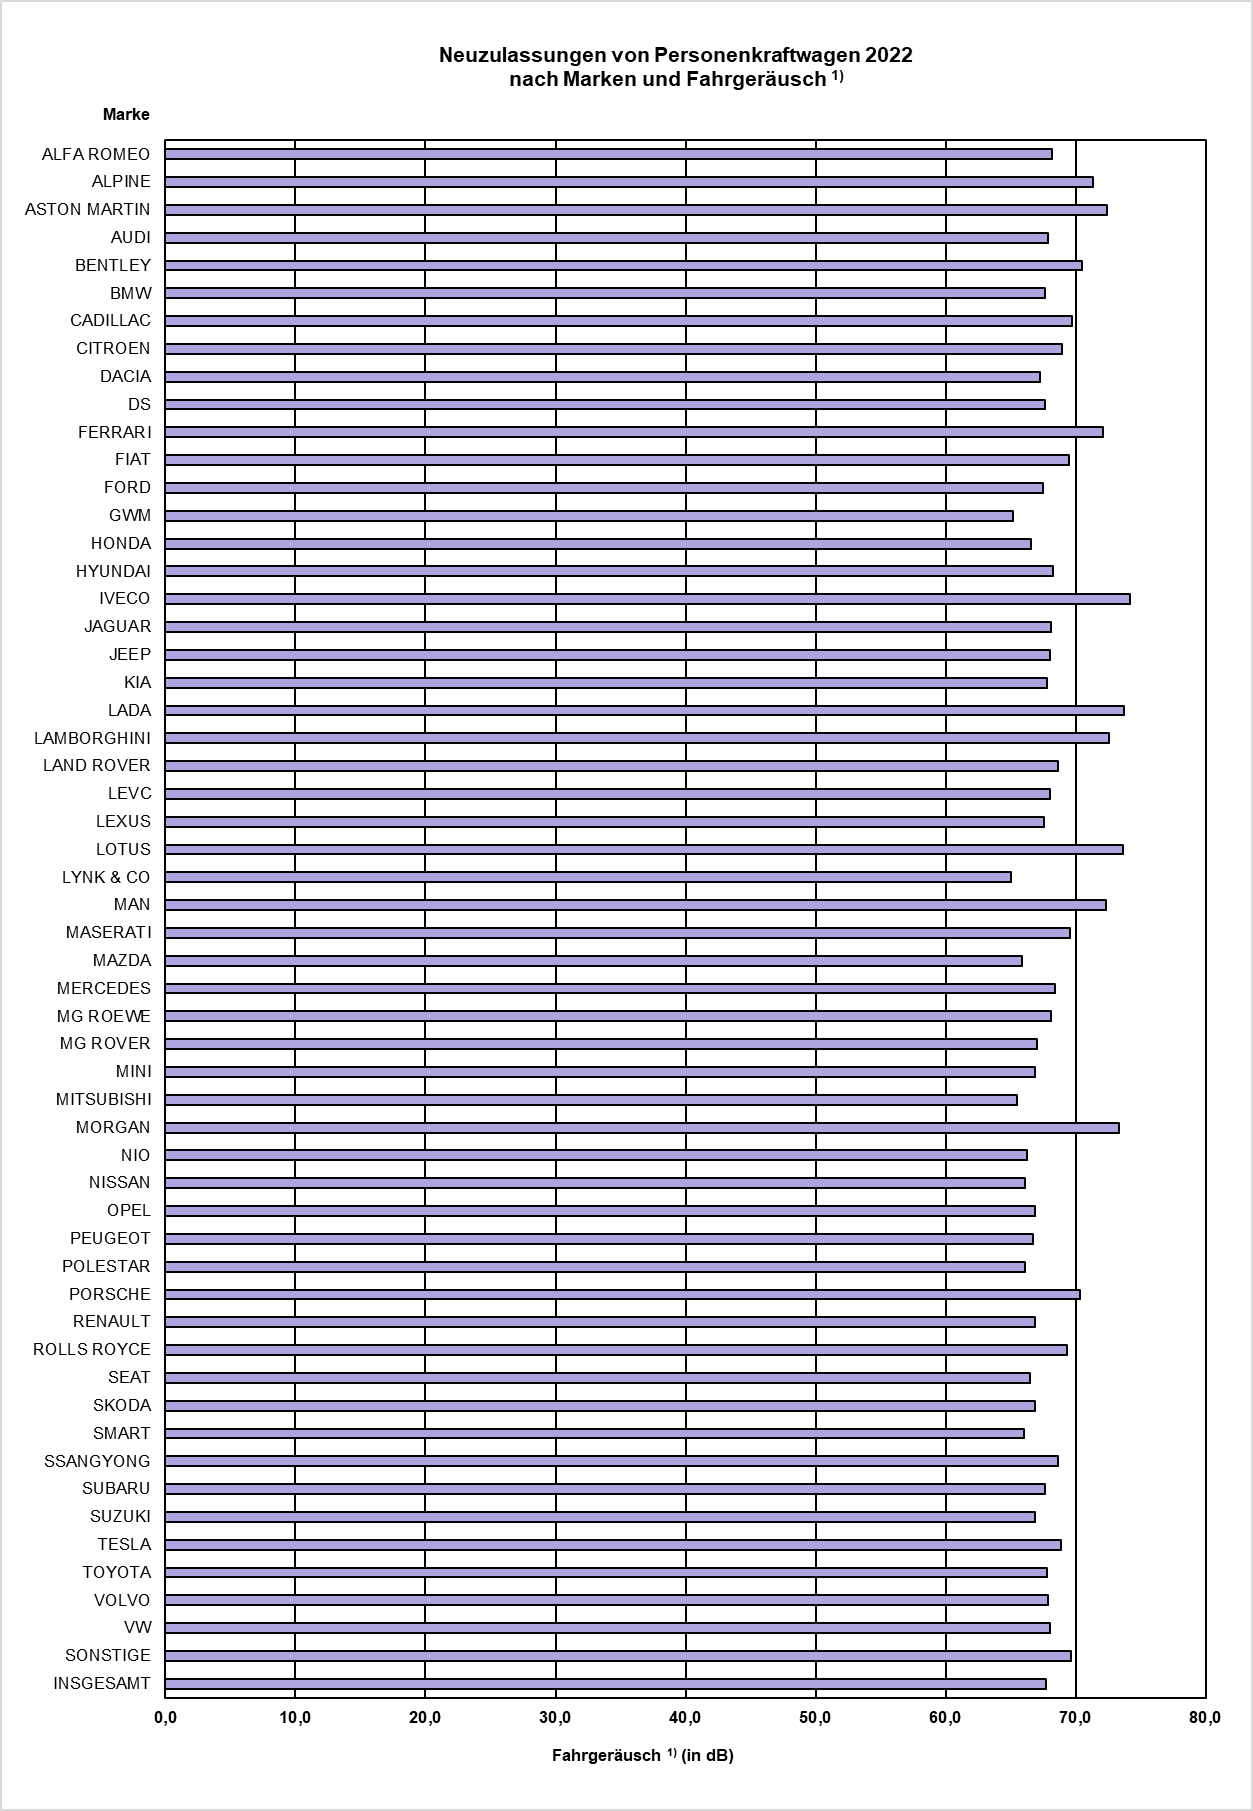 Neuzulassungen von Personenkraftwagen 2022
nach Marken und Fahrgeräusch 1)
Marke
ALFA ROMEO
ALPINE
ASTON MARTIN
AUDI
BENTLEY
BMW
CADILLAC
CITROEN
DACIA
DS
FERRARI
FIAT
FORD
GWM
HONDA
HYUNDAI
IVECO
JAGUAR
JEEP
KIA
LADA
LAMBORGHINI
LAND ROVER
LEVC
LEXUS
LOTUS
LYNK & CO
MAN
MASERATI
MAZDA
MERCEDES
MG ROEWE
MG ROVER
MINI
MITSUBISHI
MORGAN
NIO
NISSAN
OPEL
PEUGEOT
POLESTAR
PORSCHE
RENAULT
ROLLS ROYCE
SEAT
SKODA
SMART
SSANGYONG
SUBARU
SUZUKI
TESLA
TOYOTA
VOLVO
VW
SONSTIGE
INSGESAMT
0,0 10,0 20,0 30,0 40,0 50,0 60,0 70,0 80,0
Fahrgeräusch 1) (in dB)